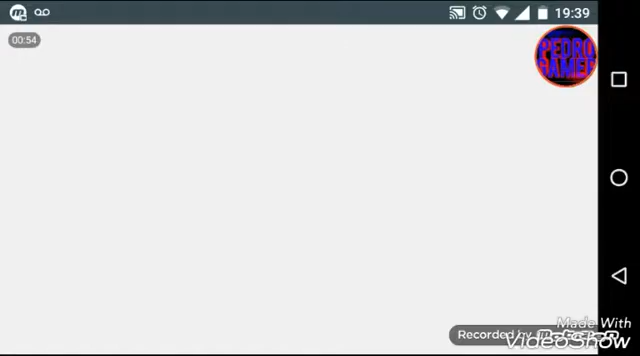 19:39
00:54
PEDRO
GAMER
Made With
Recorded by
VideoShow